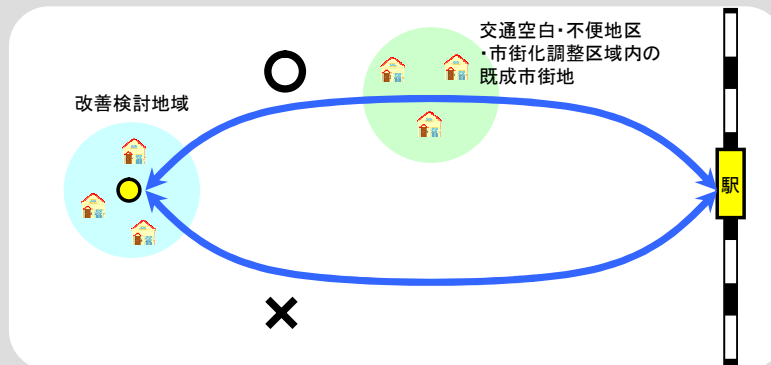 交通空白・不便地区
・市街化調整区域内の
既成市街地
改善検討地域
駅